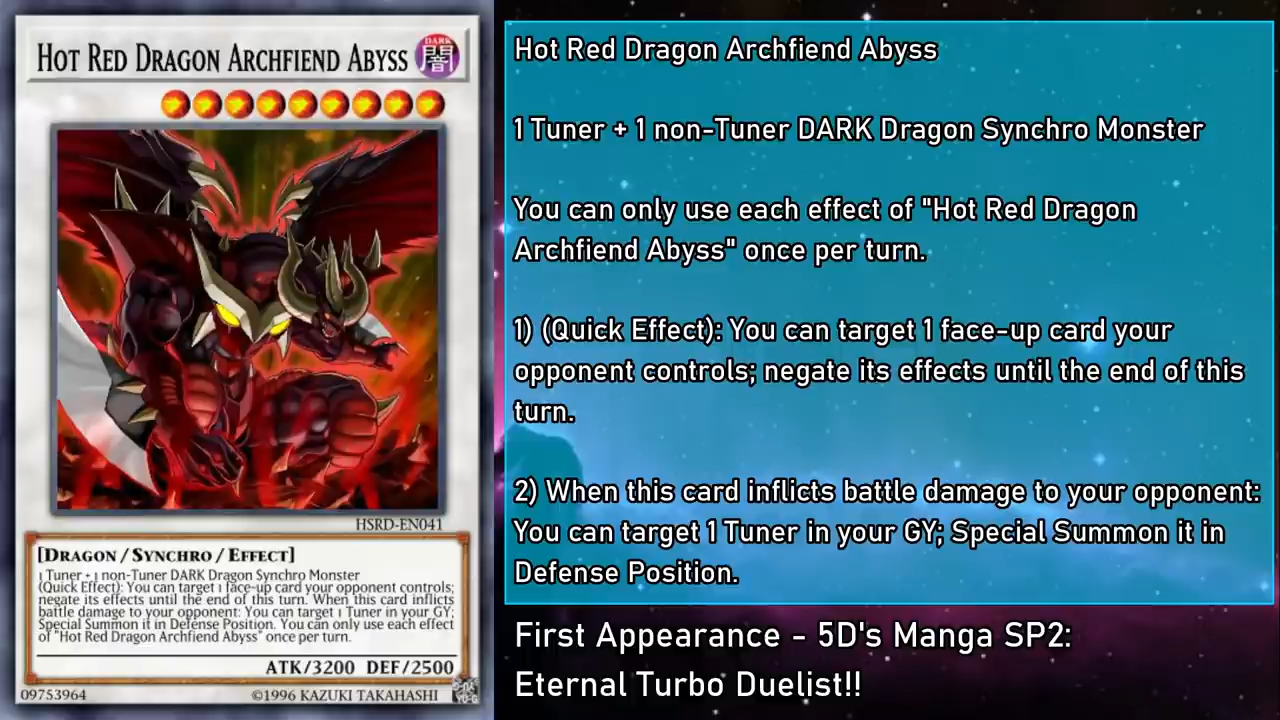 HOT RED DRAGON ARCHFIEND ABYSS
DARK
闇
HSRD-EN041
[DRAGON / SYNCHRO / EFFECT]
1 Tuner + 1 non-Tuner DARK Dragon Synchro Monster
(Quick Effect): You can target 1 face-up card your opponent controls;
negate its effects until the end of this turn. When this card inflicts
battle damage to your opponent: You can target 1 Tuner in your GY;
Special Summon it in Defense Position. You can only use each effect
of "Hot Red Dragon Archfiend Abyss" once per turn.
ATK/3200 DEF/2500
09753964
©1996 KAZUKI TAKAHASHI
Hot Red Dragon Archfiend Abyss
1 Tuner + 1 non-Tuner DARK Dragon Synchro Monster
You can only use each effect of "Hot Red Dragon
Archfiend Abyss" once per turn.
1) (Quick Effect): You can target 1 face-up card your
opponent controls; negate its effects until the end of this
turn.
2) When this card inflicts battle damage to your opponent:
You can target 1 Tuner in your GY; Special Summon it in
Defense Position.
First Appearance - 5D's Manga SP2:
Eternal Turbo Duelist!!